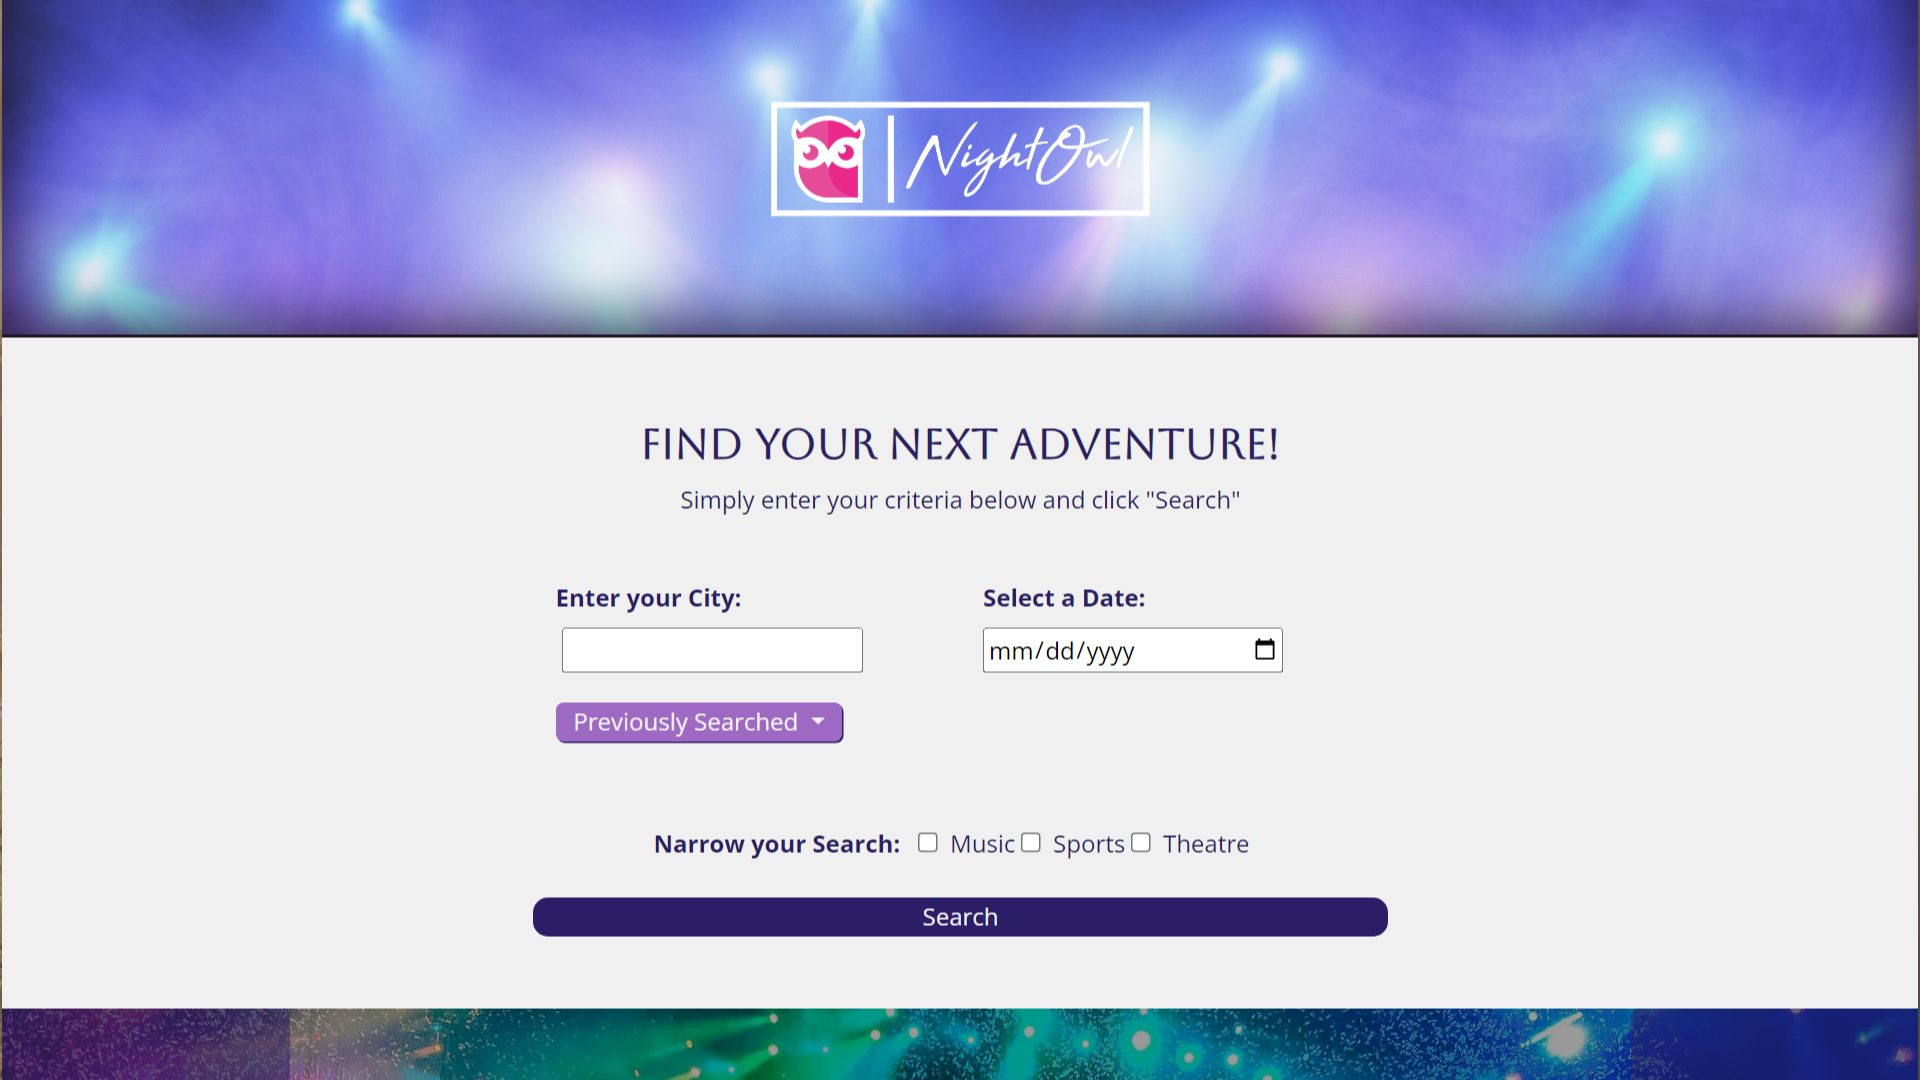 NightOwl
FIND YOUR NEXT ADVENTURE!
Simply enter your criteria below and click "Search"
Enter your City:
Select a Date:
mm/dd/yyyy
Previously Searched
Narrow your Search: Music Sports Theatre
Search